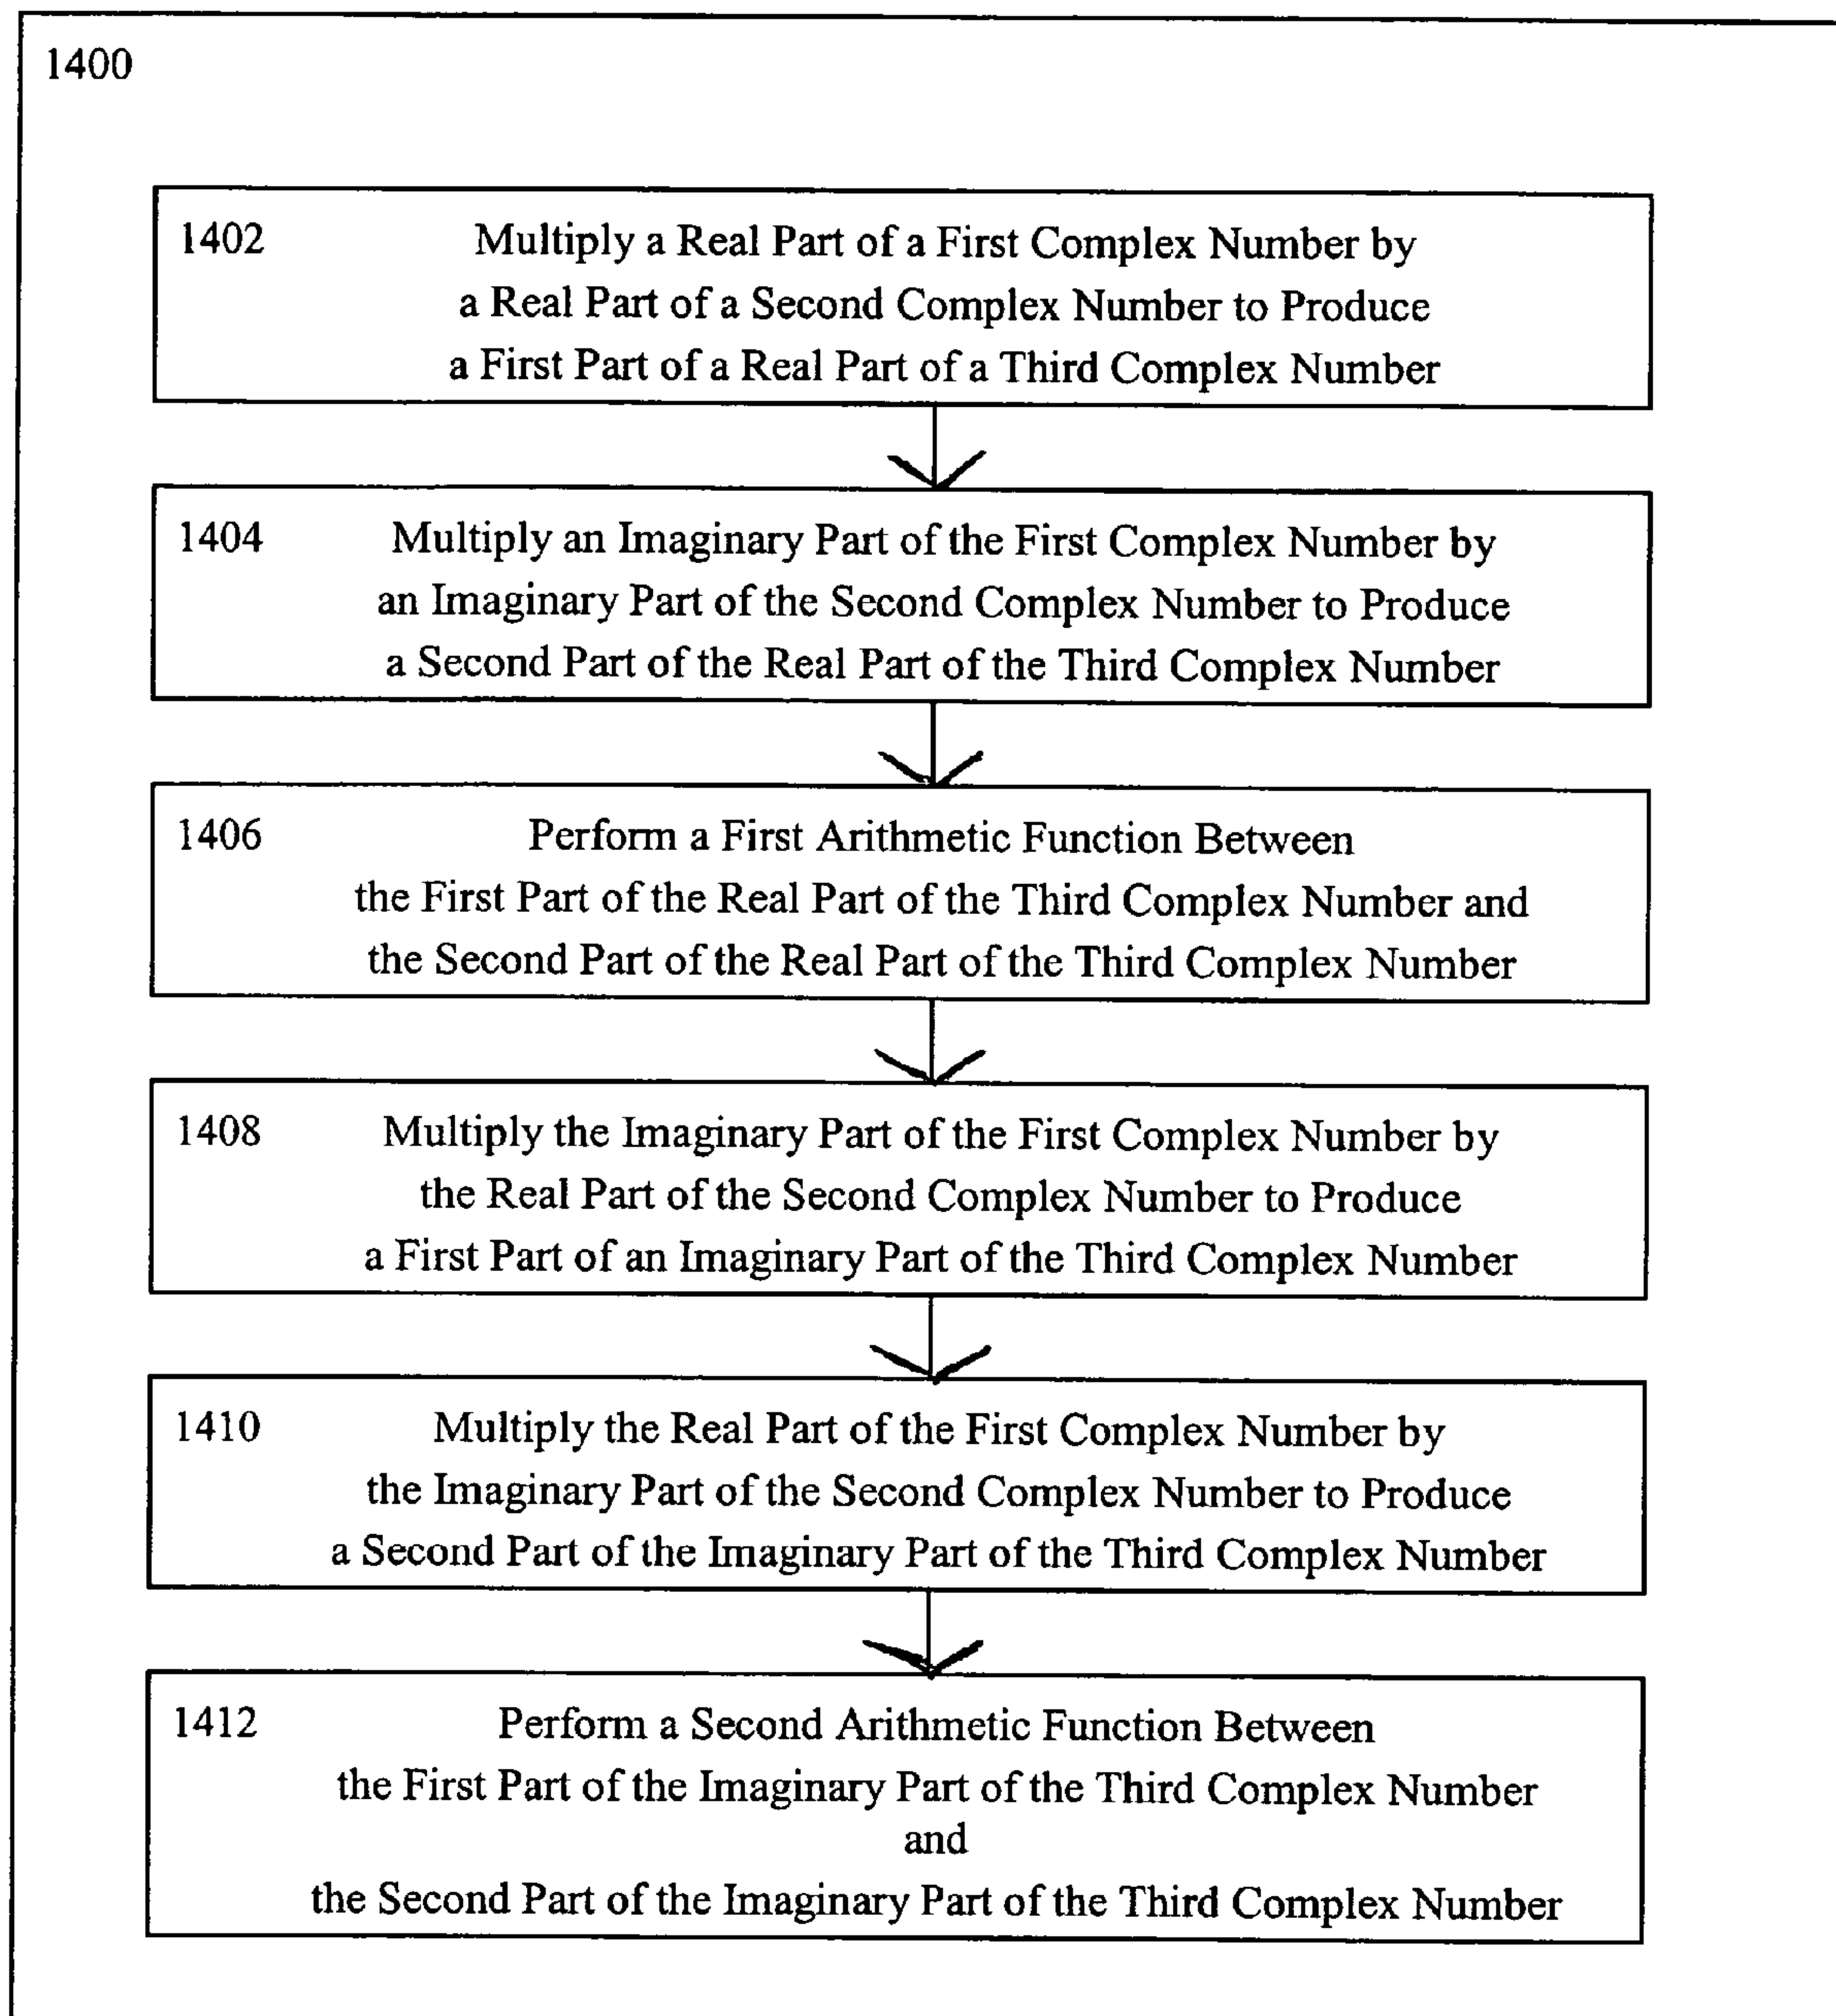 1400
1402 Multiply a Real Part of a First Complex Number by
a Real Part of a Second Complex Number to Produce
a First Part of a Real Part of a Third Complex Number
1404 Multiply an Imaginary Part of the First Complex Number by
an Imaginary Part of the Second Complex Number to Produce
a Second Part of the Real Part of the Third Complex Number
1406 Perform a First Arithmetic Function Between
the First Part of the Real Part of the Third Complex Number and
the Second Part of the Real Part of the Third Complex Number
1408 Multiply the Imaginary Part of the First Complex Number by
the Real Part of the Second Complex Number to Produce
a First Part of an Imaginary Part of the Third Complex Number
1410 Multiply the Real Part of the First Complex Number by
the Imaginary Part of the Second Complex Number to Produce
a Second Part of the Imaginary Part of the Third Complex Number
1412 Perform a Second Arithmetic Function Between
the First Part of the Imaginary Part of the Third Complex Number
and
the Second Part of the Imaginary Part of the Third Complex Number